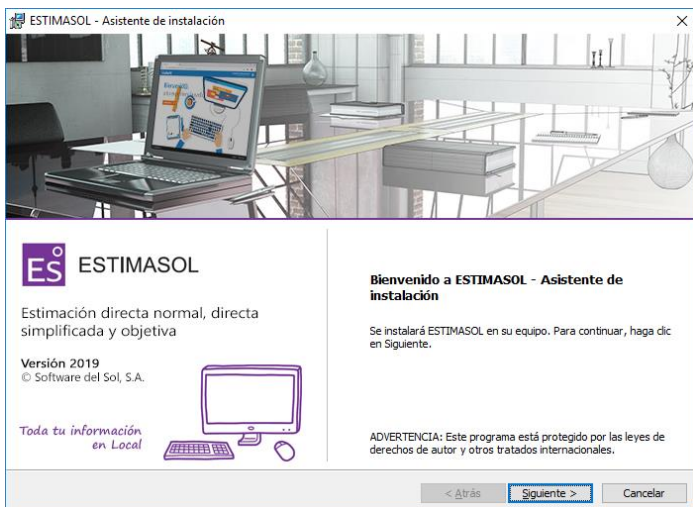 ESTIMASOL - Asistente de instalación
Bienvenid
ES
ESTIMASOL
Estimación directa normal, directa
simplificada y objetiva
Versión 2019
© Software del Sol, S.A.
Toda tu información
en Local
Bienvenido a ESTIMASOL - Asistente de
instalación
Se instalará ESTIMASOL en su equipo. Para continuar, haga clic
en Siguiente.
ADVERTENCIA: Este programa está protegido por las leyes de
derechos de autor y otros tratados internacionales.
< Atrás
Siguiente >
Cancelar